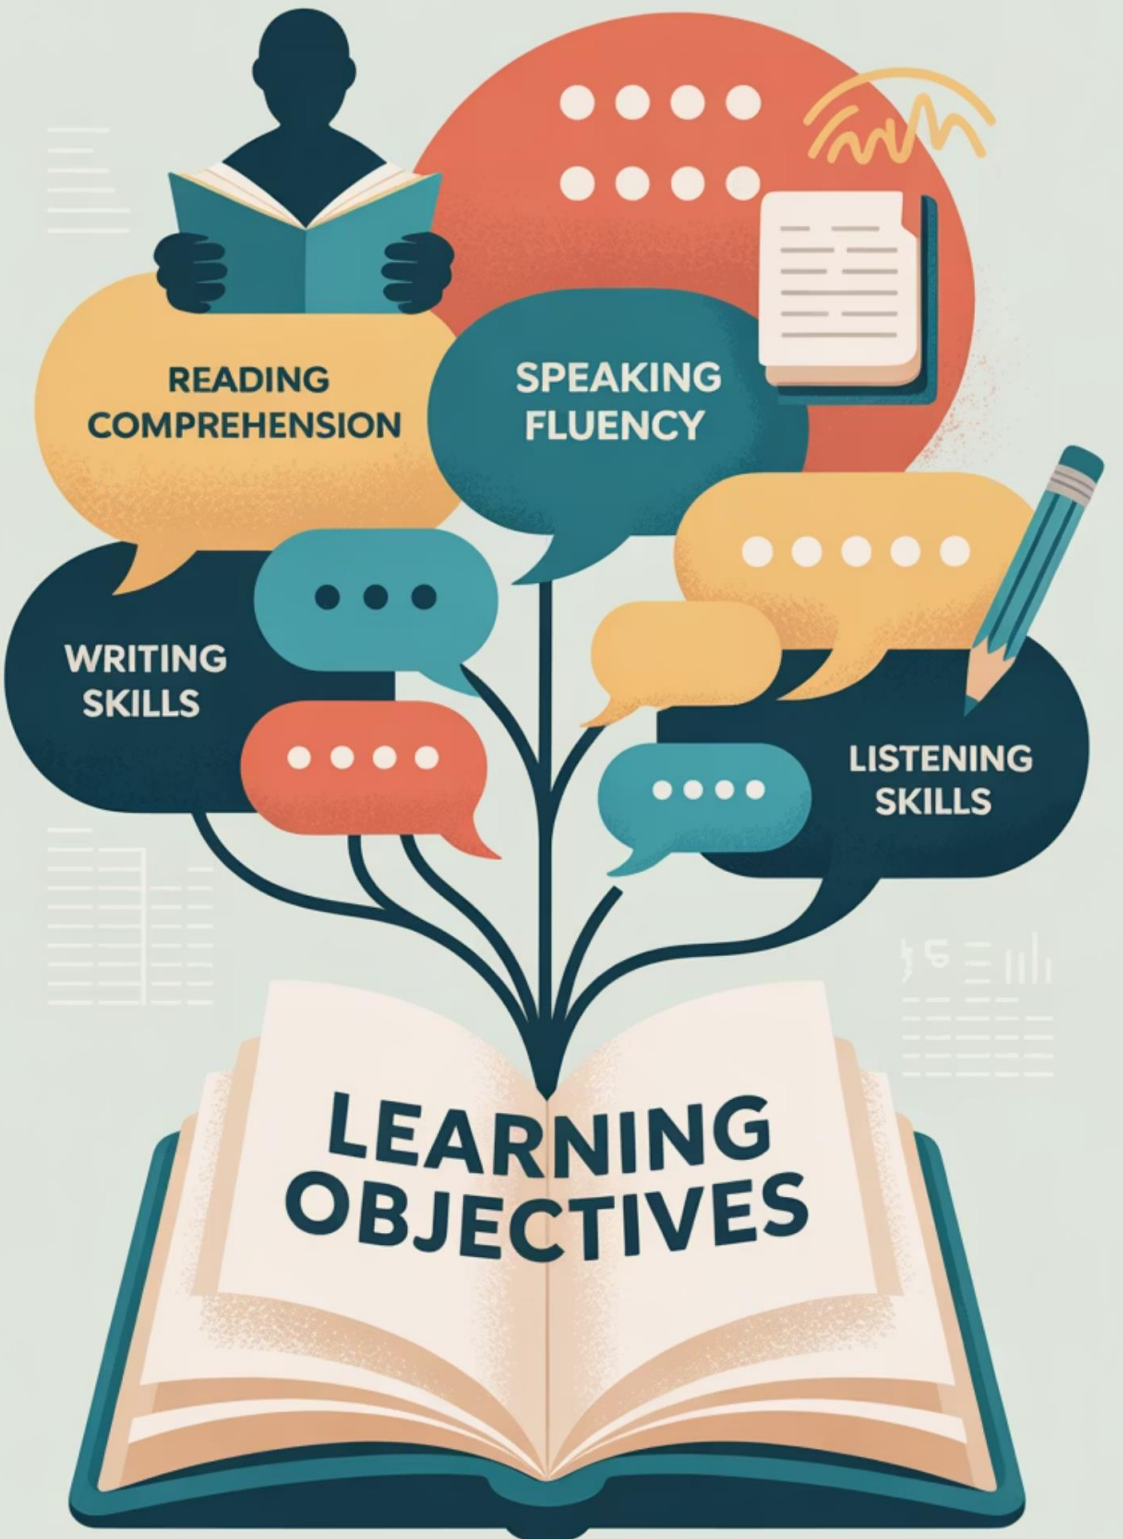 READING
COMPREHENSION
SPEAKING
FLUENCY
WRITING
SKILLS
LISTENING
SKILLS
LEARNING
OBJECTIVES